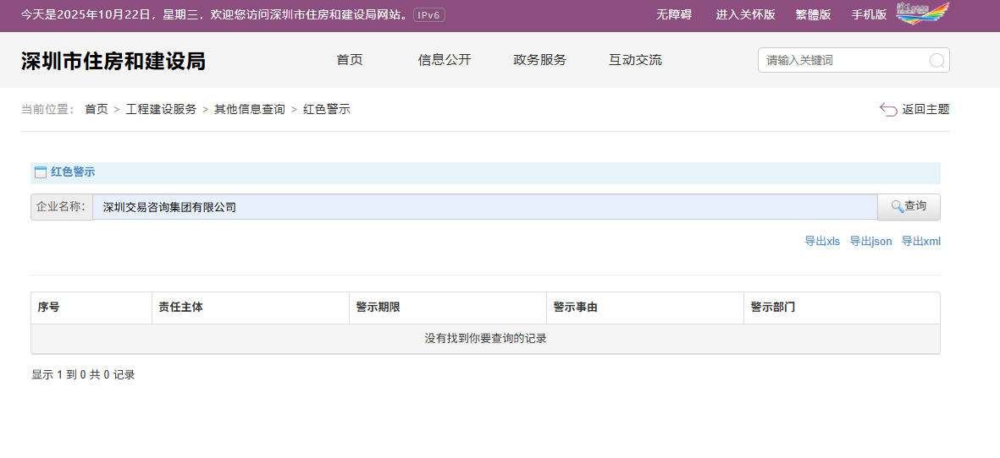 今天是2025年10月22日，星期三，欢迎您访问深圳市住房和建设局网站。 IPv6 无障碍 进入关怀版 繁體版 手机版
深圳市住房和建设局 首页 信息公开 政务服务 互动交流 请输入关键词
当前位置： 首页 > 工程建设服务 > 其他信息查询 > 红色警示 返回主题
红色警示
企业名称： 深圳交易咨询集团有限公司 查询
导出xls 导出json 导出xml
序号 责任主体 警示期限 警示事由 警示部门
没有找到你要查询的记录
显示 1 到 0 共 0 记录